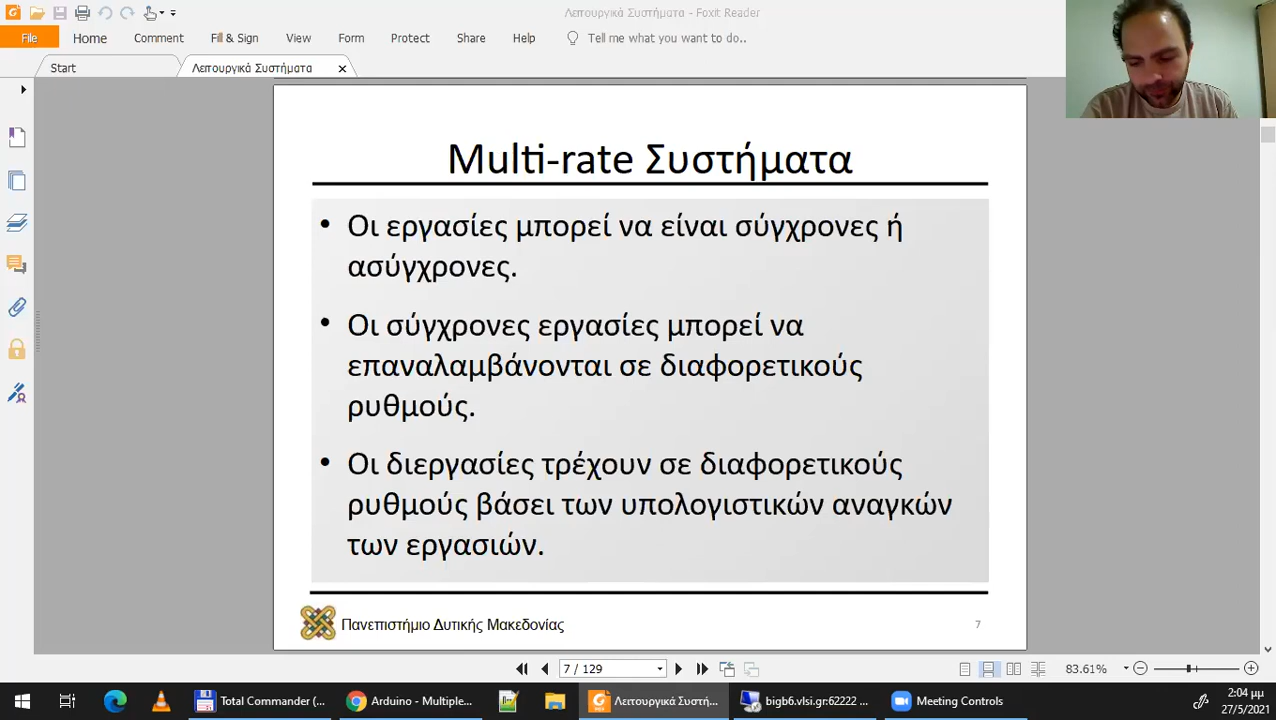 Λειτουργικά Συστήματα - Foxit Reader
File Home Comment Fill & Sign View Form Protect Share Help Tell me what you want to do..
Start Λειτουργικά Συστήματα
Multi-rate Συστήματα
• Οι εργασίες μπορεί να είναι σύγχρονες ή
ασύγχρονες.
• Οι σύγχρονες εργασίες μπορεί να
επαναλαμβάνονται σε διαφορετικούς
ρυθμούς.
• Οι διεργασίες τρέχουν σε διαφορετικούς
ρυθμούς βάσει των υπολογιστικών αναγκών
των εργασιών.
Πανεπιστήμιο Δυτικής Μακεδονίας 7
7 / 129 83.61%
Total Commander (... Arduino - Multiple... Λειτουργικά Συστή... bigb6.vlsi.gr:62222 ... Meeting Controls 2:04 μμ
27/5/2021